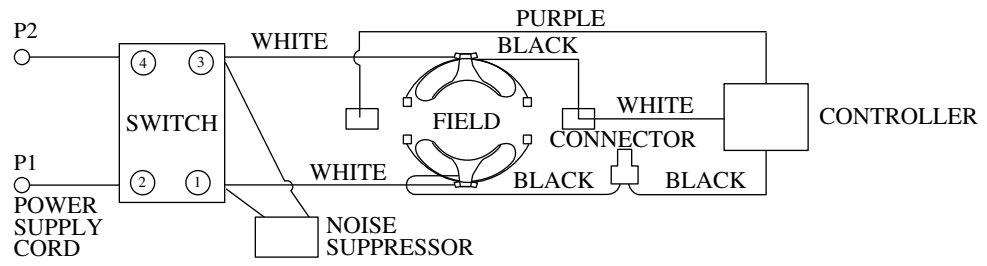 PURPLE
P2
WHITE
BLACK
4
3
WHITE
SWITCH
FIELD
CONTROLLER
CONNECTOR
P1
2
1
WHITE
BLACK
BLACK
POWER
SUPPLY
CORD
NOISE
SUPPRESSOR